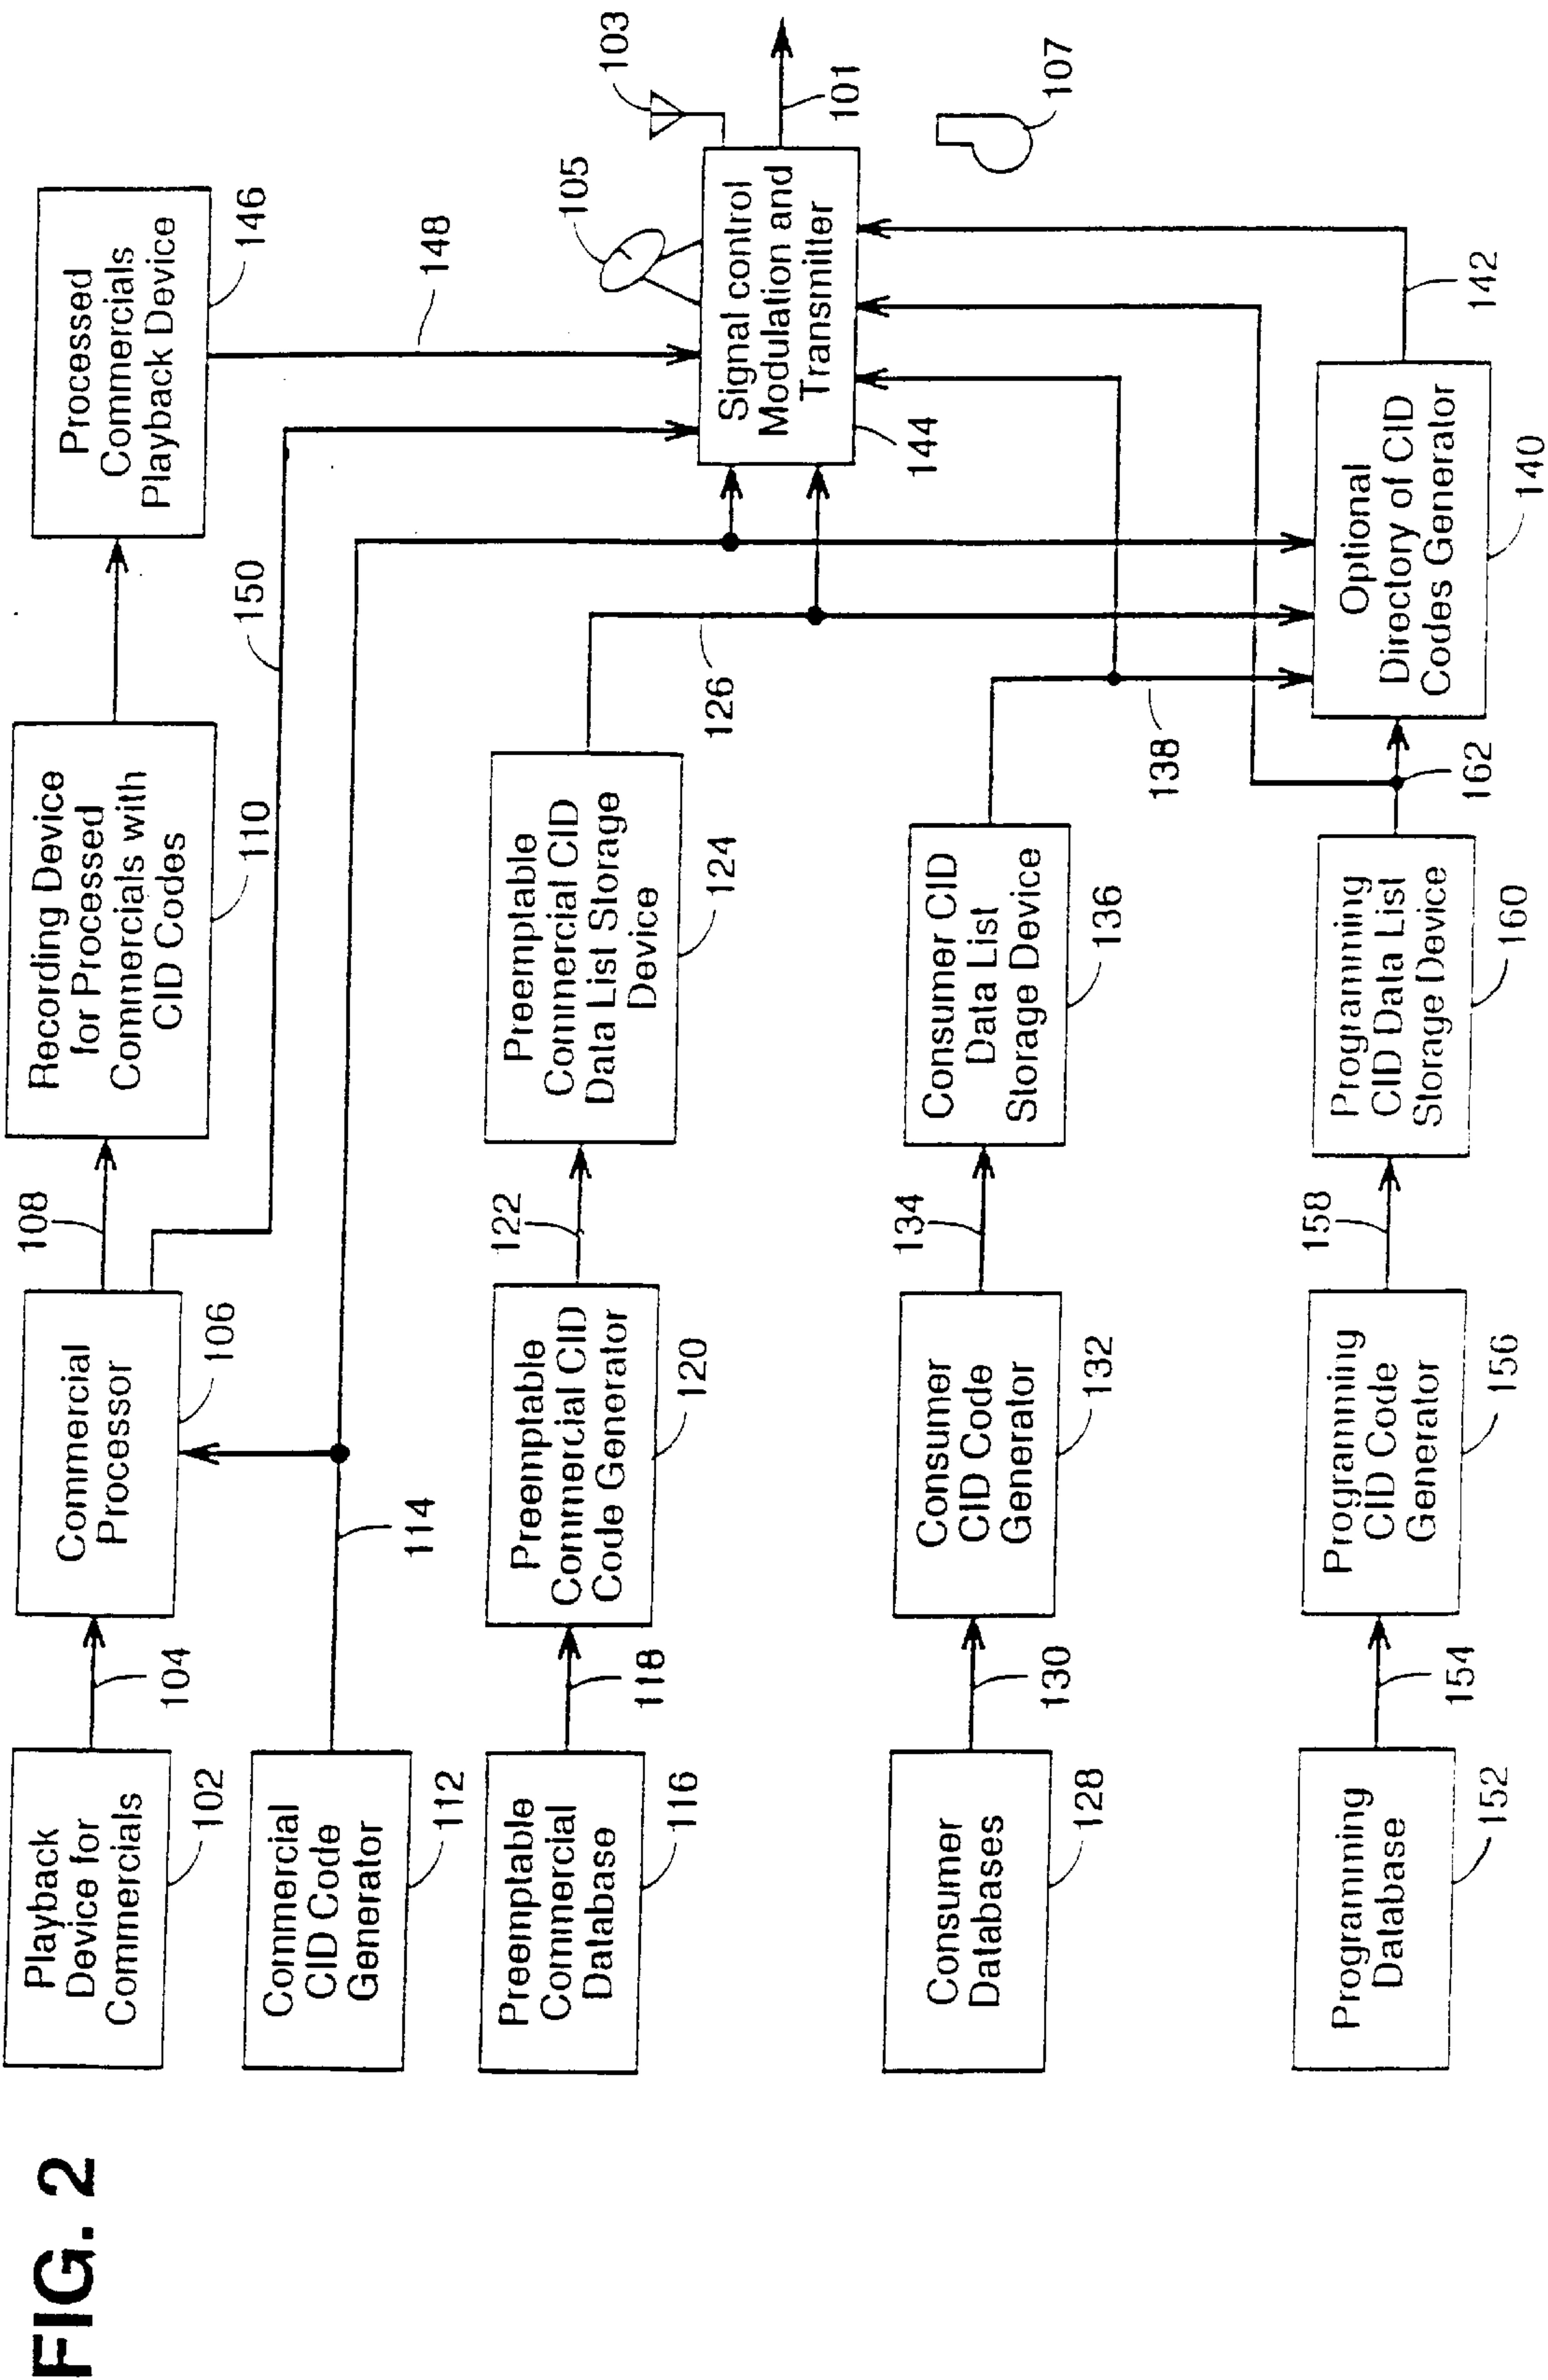 FIG. 2
Playback
Device for
Commercials
102
104
Commercial
Processor
106
108
Recording Device
for Processed
Commercials with
CID Codes
110
Processed
Commercials
Playback Device
146
148
150
Commercial
CID Code
Generator
112
114
Preemptable
Commercial
Database
116
118
Preemptable
Commercial CID
Code Generator
120
122
Preemptable
Commercial CID
Data List Storage
Device
124
126
Signal control
Modulation and
Transmitter
144
105
103
101
107
Consumer
Databases
128
130
Consumer
CID Code
Generator
132
134
Consumer CID
Data List
Storage Device
136
138
Programming
Database
152
154
Programming
CID Code
Generator
156
158
Programming
CID Data List
Storage Device
160
162
Optional
Directory of CID
Codes Generator
140
142